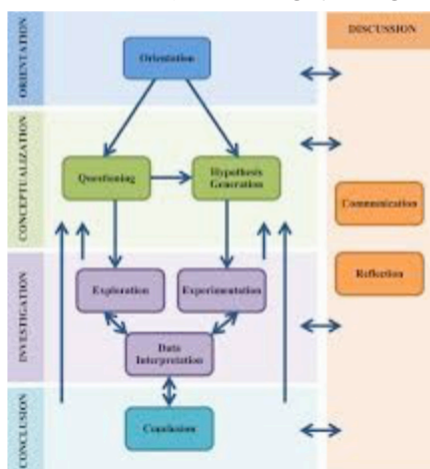 ORIENTATION
DISCUSSION
Orientation
CONCEPTUALIZATION
Questioning
Hypothesis
Generation
Communication
Reflection
INVESTIGATION
Exploration
Experimentation
Data
Interpretation
CONCLUSION
Conclusion